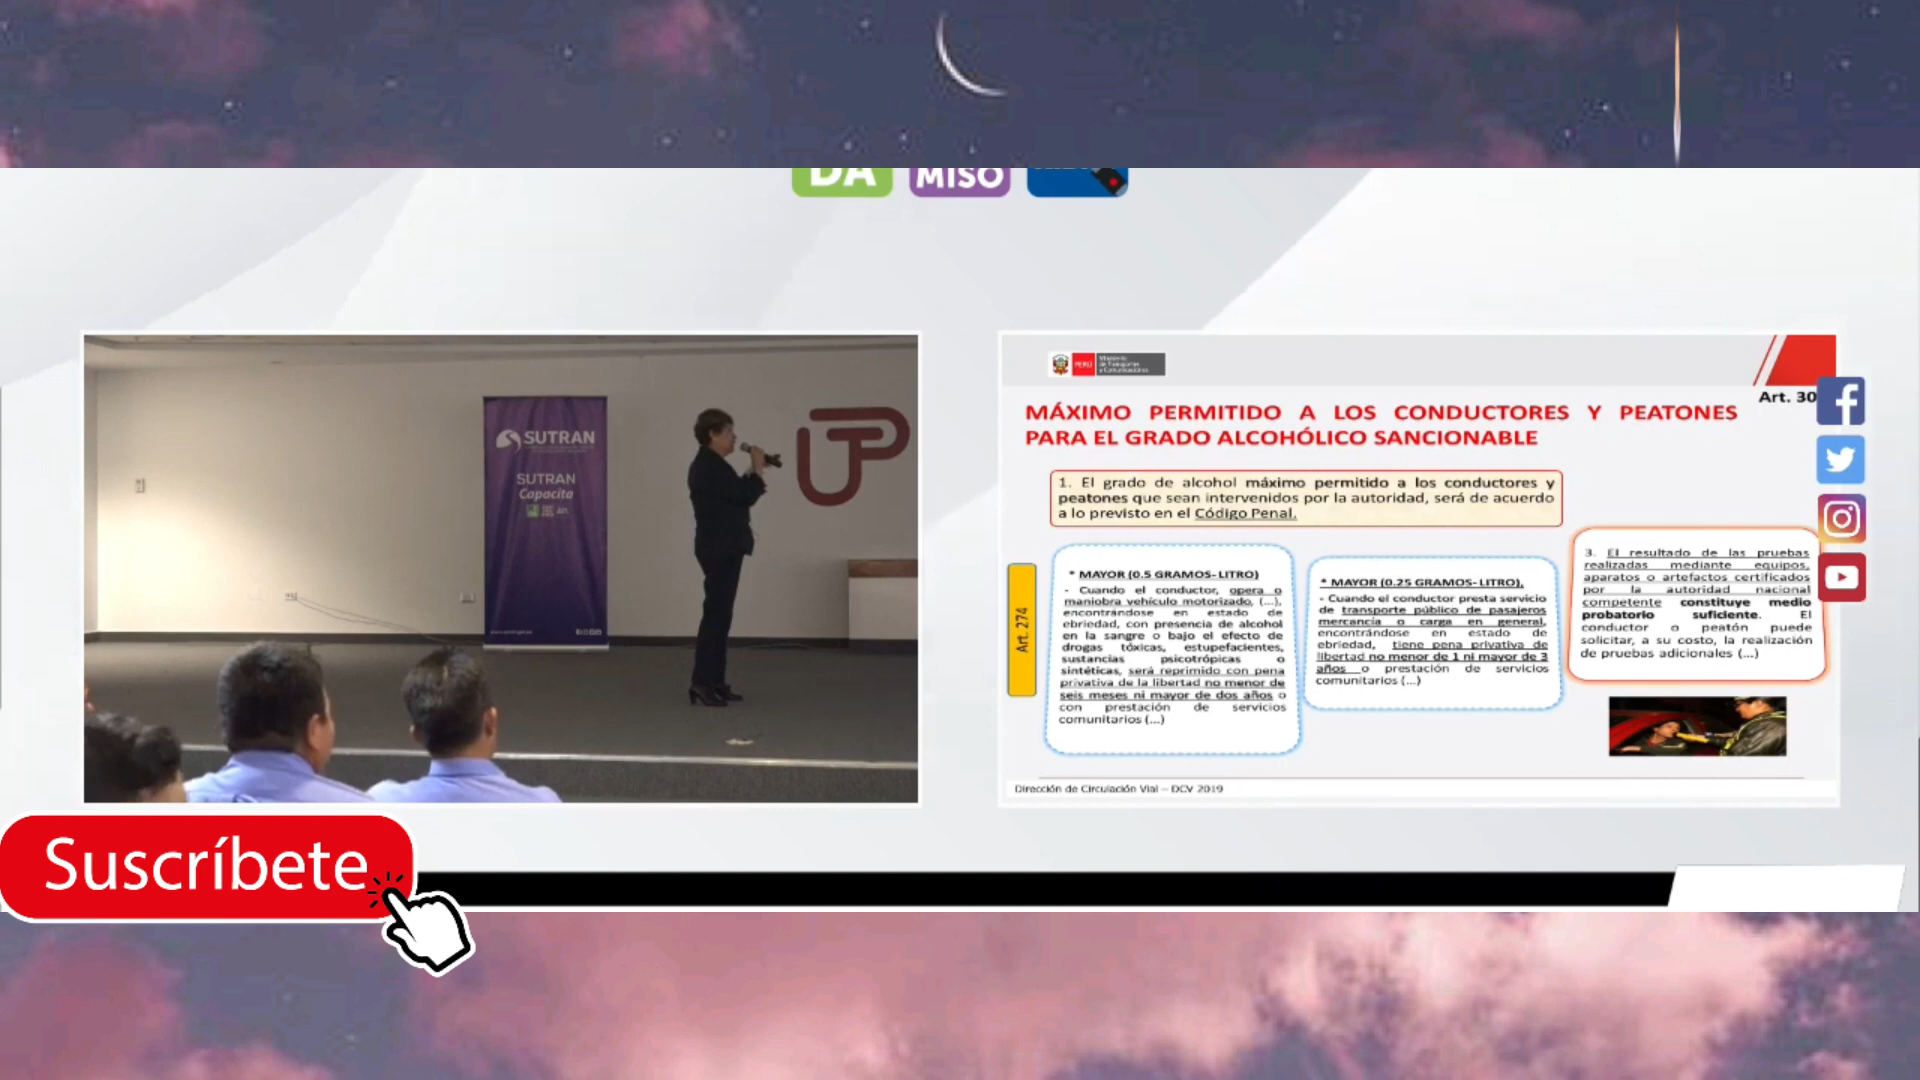 DA
MISO
SUTRAN
SUTRAN
Capacita
UTP
PERÚ
Ministerio
de Transportes
y Comunicaciones
Art. 30
MÁXIMO PERMITIDO A LOS CONDUCTORES Y PEATONES
PARA EL GRADO ALCOHÓLICO SANCIONABLE
1. El grado de alcohol máximo permitido a los conductores y
peatones que sean intervenidos por la autoridad, será de acuerdo
a lo previsto en el Código Penal.
Art. 274
* MAYOR (0.5 GRAMOS- LITRO)
- Cuando el conductor, opera o
maniobra vehículo motorizado, (...),
encontrándose en estado de
ebriedad, con presencia de alcohol
en la sangre o bajo el efecto de
drogas tóxicas, estupefacientes,
sustancias psicotrópicas o
sintéticas, será reprimido con pena
privativa de la libertad no menor de
seis meses ni mayor de dos años o
con prestación de servicios
comunitarios (...)
* MAYOR (0.25 GRAMOS- LITRO),
- Cuando el conductor presta servicio
de transporte público de pasajeros
mercancía o carga en general,
encontrándose en estado de
ebriedad, tiene pena privativa de
libertad no menor de 1 ni mayor de 3
años o prestación de servicios
comunitarios (...)
3. El resultado de las pruebas
realizadas mediante equipos,
aparatos o artefactos certificados
por la autoridad nacional
competente constituye medio
probatorio suficiente. El
conductor o peatón puede
solicitar, a su costo, la realización
de pruebas adicionales (...)
Dirección de Circulación Vial – DCV 2019
Suscríbete